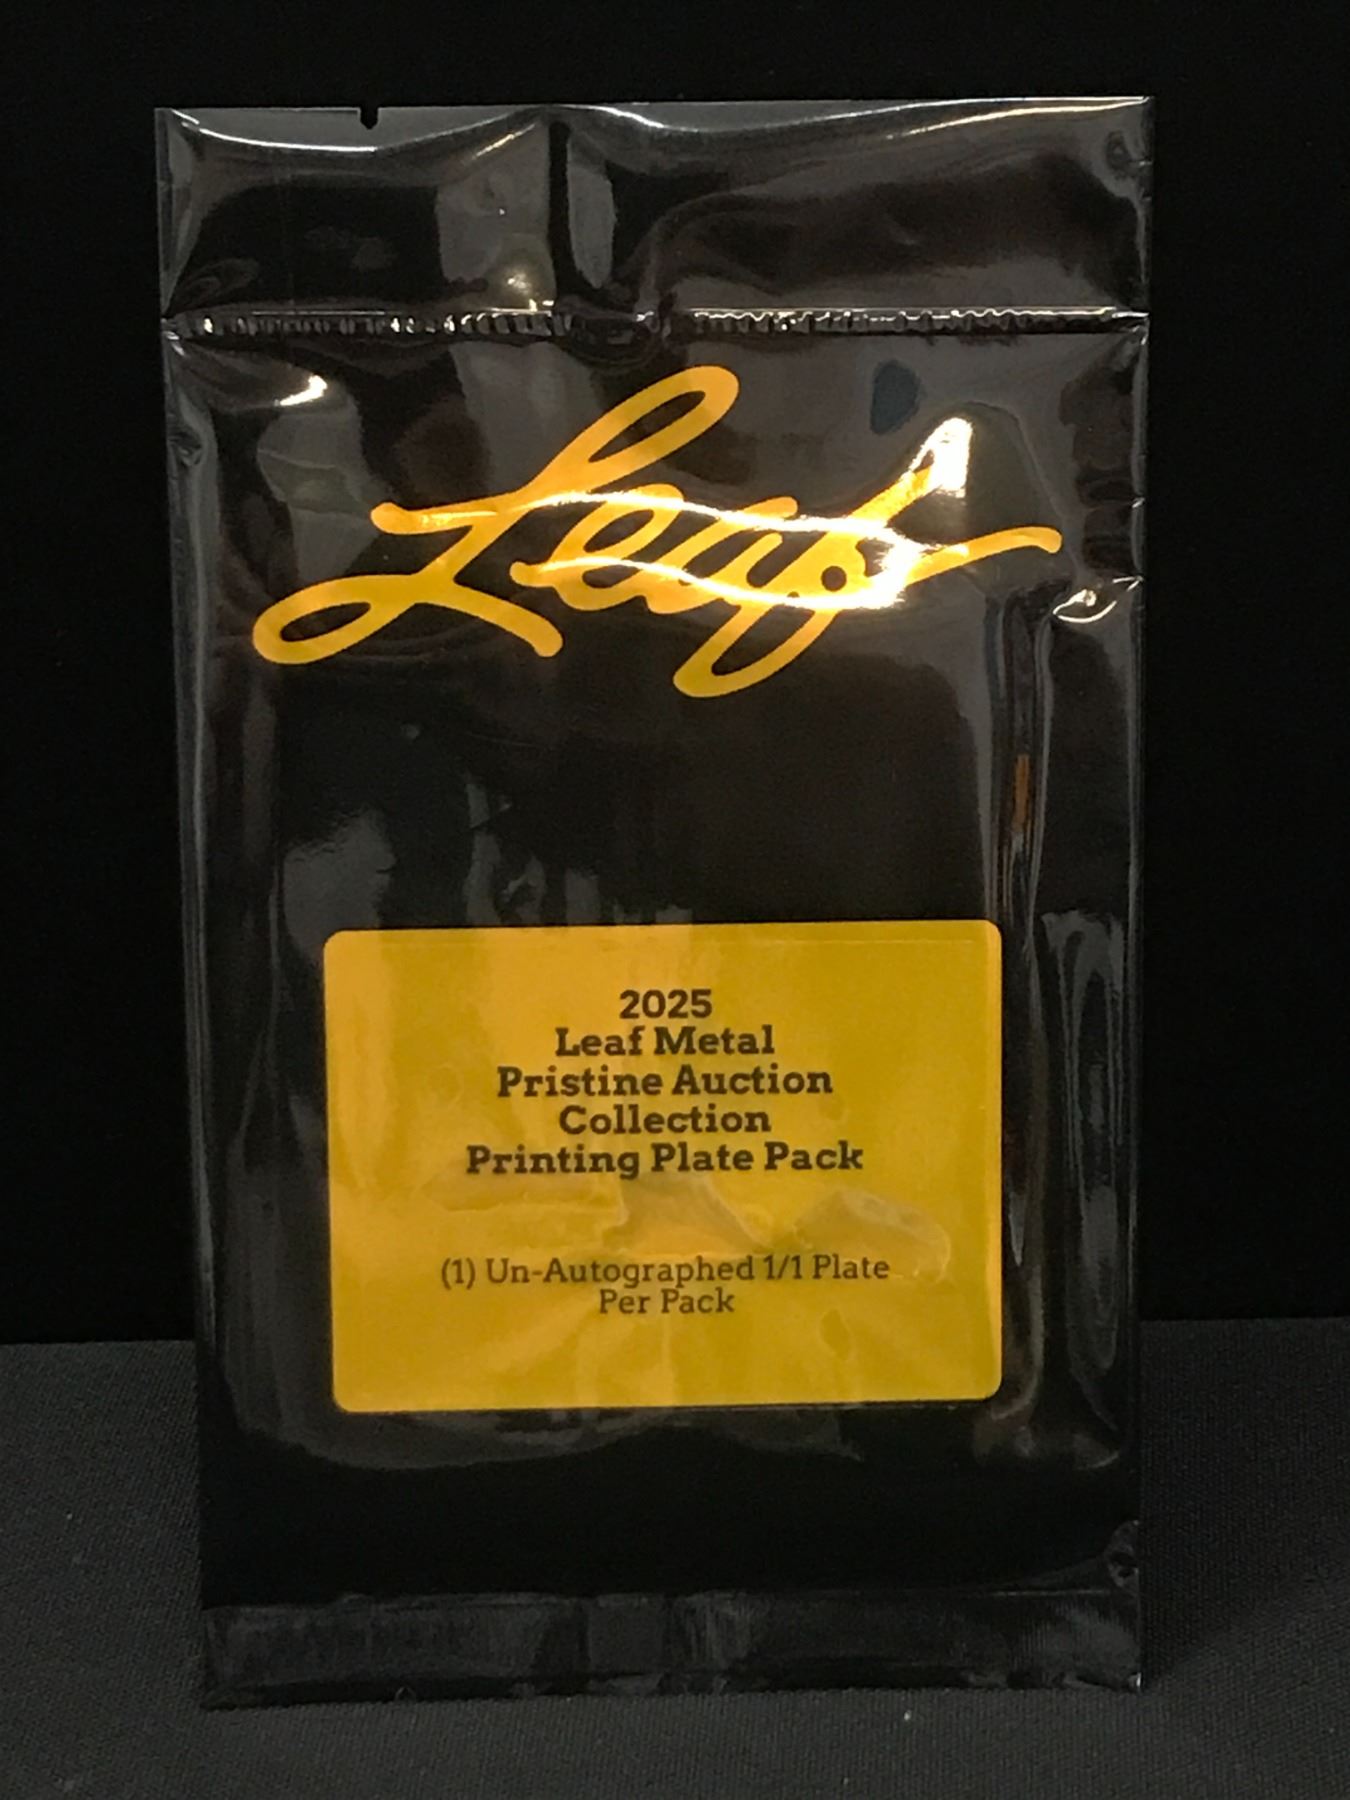 Leaf
2025
Leaf Metal
Pristine Auction
Collection
Printing Plate Pack
(1) Un-Autographed 1/1 Plate
Per Pack